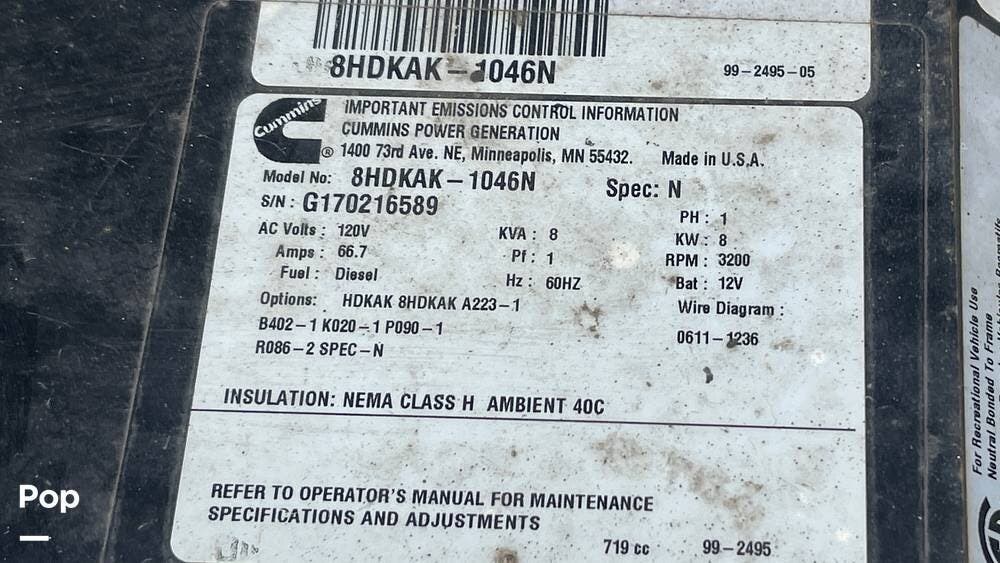 8HDKAK-1046N
99-2495-05
Cummins
IMPORTANT EMISSIONS CONTROL INFORMATION
CUMMINS POWER GENERATION
® 1400 73rd Ave. NE, Minneapolis, MN 55432. Made in U.S.A.
Model No: 8HDKAK-1046N Spec: N
S/N: G170216589
PH: 1
AC Volts: 120V KVA: 8 KW: 8
Amps: 66.7 Pf: 1 RPM: 3200
Fuel: Diesel Hz: 60HZ Bat: 12V
Options: HDKAK 8HDKAK A223-1 Wire Diagram:
B402-1 K020-1 P090-1 0611-1236
R086-2 SPEC-N
INSULATION: NEMA CLASS H AMBIENT 40C
REFER TO OPERATOR'S MANUAL FOR MAINTENANCE
SPECIFICATIONS AND ADJUSTMENTS
719 cc 99-2495
For Recreational Vehicle Use
Neutral Bonded To Frame
Pop